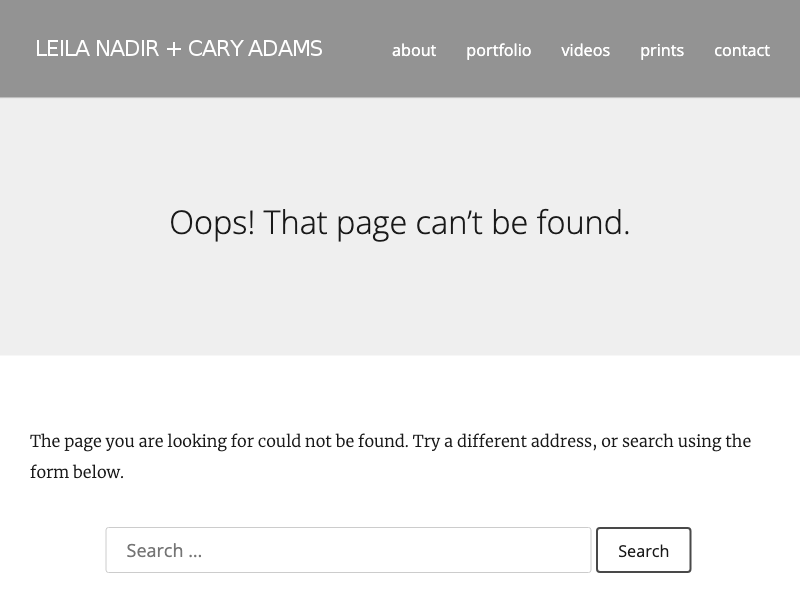 LEILA NADIR + CARY ADAMS
about portfolio videos prints contact
Oops! That page can’t be found.
The page you are looking for could not be found. Try a different address, or search using the
form below.
Search ...
Search